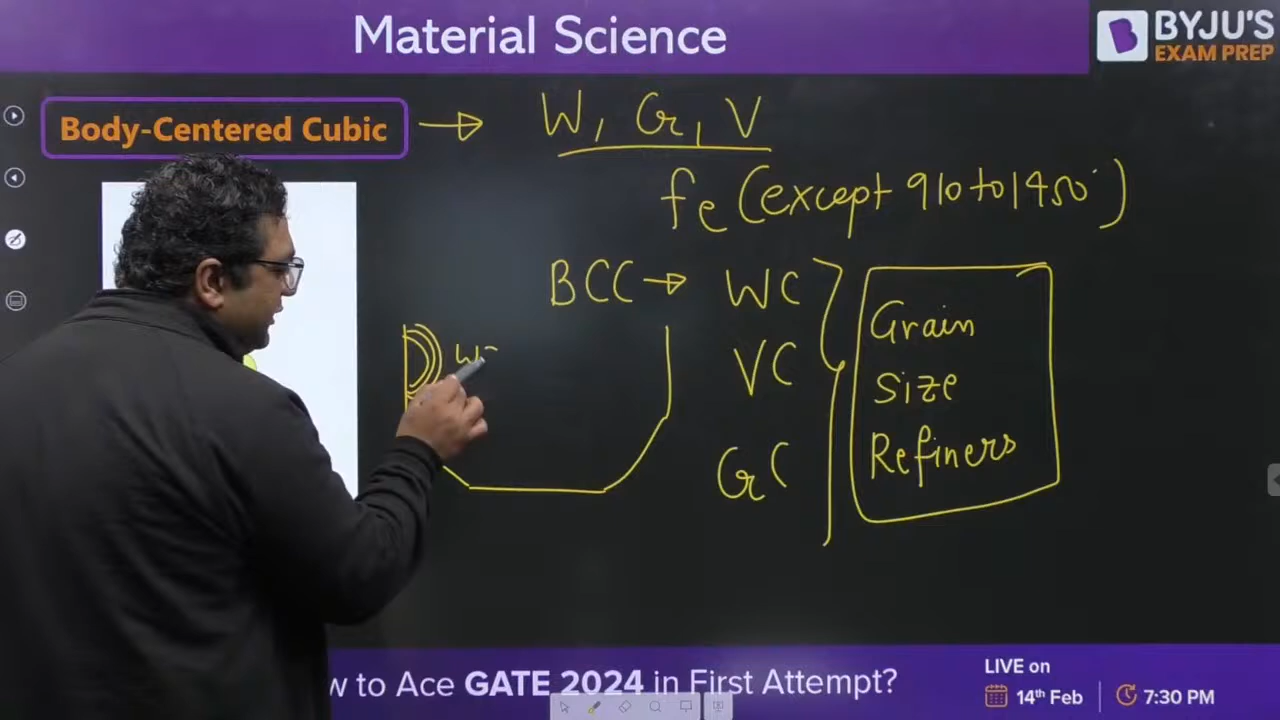 Material Science
BYJU'S
EXAM PREP
Body-Centered Cubic → W, Cr, V
fe (except 910 to 1450°)
BCC → WC
VC
CrC
Grain
Size
Refiners
W
w to Ace GATE 2024 in First Attempt?
LIVE on
14th Feb | 7:30 PM